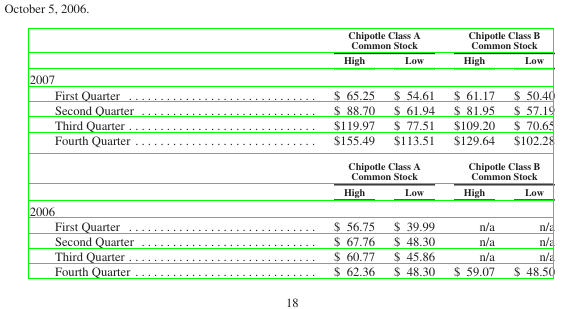 October 5, 2006.
Chipotle Class A Common Stock Chipotle Class B Common Stock
High Low High Low
2007
First Quarter . . . . . . . . . . . . . . . . . . . . . . . . . . . . $ 65.25 $ 54.61 $ 61.17 $ 50.40
Second Quarter . . . . . . . . . . . . . . . . . . . . . . . . . . $ 88.70 $ 61.94 $ 81.95 $ 57.19
Third Quarter . . . . . . . . . . . . . . . . . . . . . . . . . . . . $119.97 $ 77.51 $109.20 $ 70.65
Fourth Quarter . . . . . . . . . . . . . . . . . . . . . . . . . . . $155.49 $113.51 $129.64 $102.28
Chipotle Class A Common Stock Chipotle Class B Common Stock
High Low High Low
2006
First Quarter . . . . . . . . . . . . . . . . . . . . . . . . . . . . $ 56.75 $ 39.99 n/a n/a
Second Quarter . . . . . . . . . . . . . . . . . . . . . . . . . . $ 67.76 $ 48.30 n/a n/a
Third Quarter . . . . . . . . . . . . . . . . . . . . . . . . . . . . $ 60.77 $ 45.86 n/a n/a
Fourth Quarter . . . . . . . . . . . . . . . . . . . . . . . . . . . $ 62.36 $ 48.30 $ 59.07 $ 48.50
18